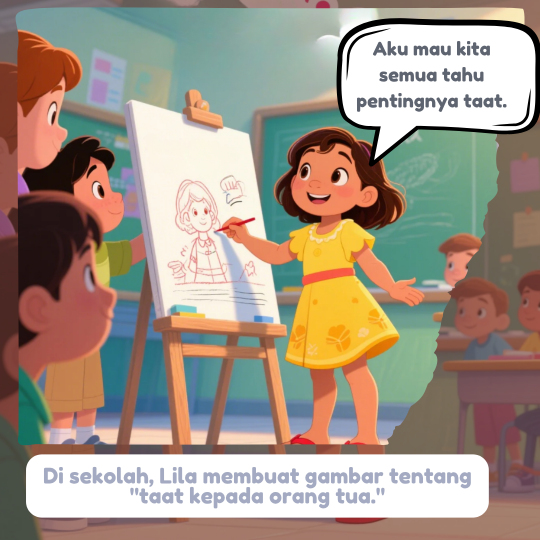 Aku mau kita
semua tahu
pentingnya taat.
Di sekolah, Lila membuat gambar tentang
"taat kepada orang tua."